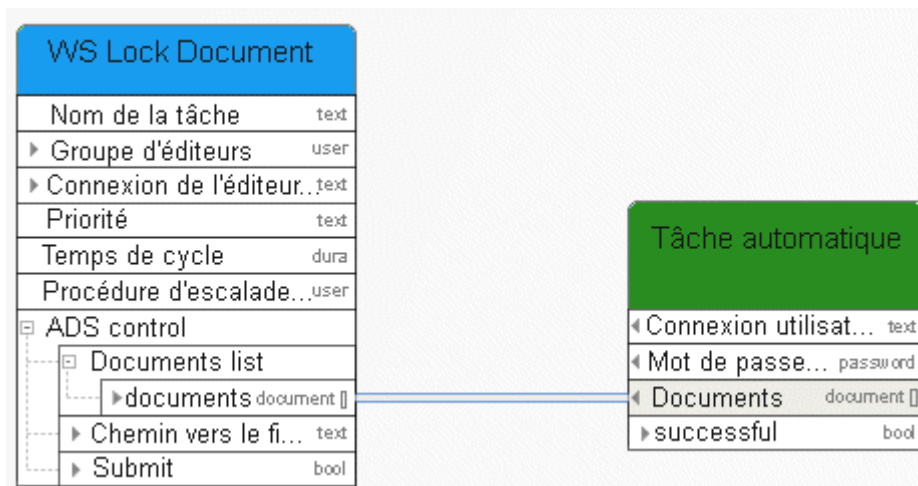 WS Lock Document
Nom de la tâche text
Groupe d'éditeurs user
Connexion de l'éditeur...text
Priorité text
Temps de cycle dura
Procédure d'escalade...user
ADS control
Documents list
documents document []
Chemin vers le fi... text
Submit bool
Tâche automatique
Connexion utilisat... text
Mot de passe... password
Documents document []
successful bool